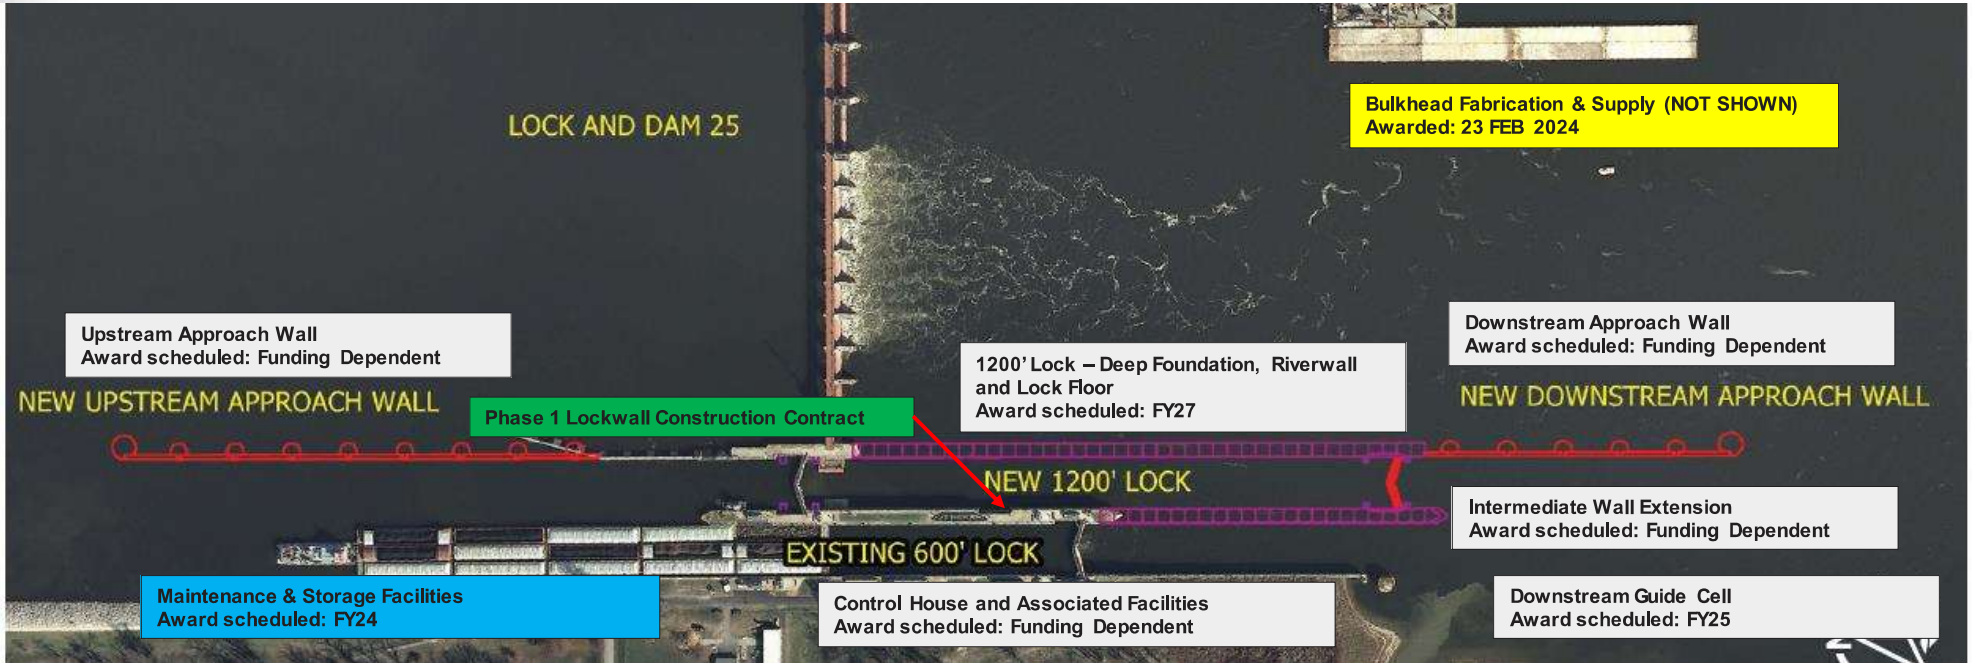 LOCK AND DAM 25
Bulkhead Fabrication & Supply (NOT SHOWN)
Awarded: 23 FEB 2024
Upstream Approach Wall
Award scheduled: Funding Dependent
NEW UPSTREAM APPROACH WALL
Phase 1 Lockwall Construction Contract
1200’ Lock – Deep Foundation, Riverwall
and Lock Floor
Award scheduled: FY27
Downstream Approach Wall
Award scheduled: Funding Dependent
NEW DOWNSTREAM APPROACH WALL
NEW 1200' LOCK
Intermediate Wall Extension
Award scheduled: Funding Dependent
EXISTING 600' LOCK
Maintenance & Storage Facilities
Award scheduled: FY24
Control House and Associated Facilities
Award scheduled: Funding Dependent
Downstream Guide Cell
Award scheduled: FY25